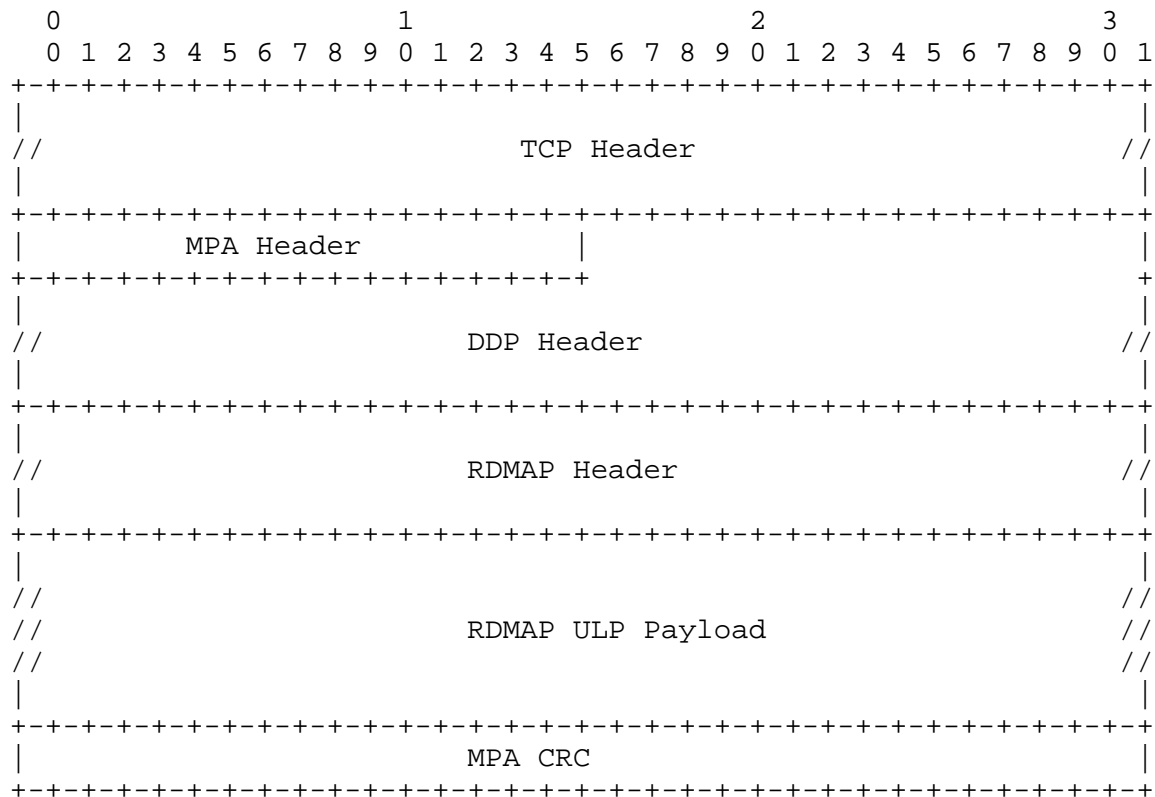 0                   1                   2                   3
 0 1 2 3 4 5 6 7 8 9 0 1 2 3 4 5 6 7 8 9 0 1 2 3 4 5 6 7 8 9 0 1
+-+-+-+-+-+-+-+-+-+-+-+-+-+-+-+-+-+-+-+-+-+-+-+-+-+-+-+-+-+-+-+-+
|                                                               |
//                           TCP Header                        //
|                                                               |
+-+-+-+-+-+-+-+-+-+-+-+-+-+-+-+-+-+-+-+-+-+-+-+-+-+-+-+-+-+-+-+-+
|         MPA Header            |                               |
+-+-+-+-+-+-+-+-+-+-+-+-+-+-+-+-+                               +
|                                                               |
//                        DDP Header                           //
|                                                               |
+-+-+-+-+-+-+-+-+-+-+-+-+-+-+-+-+-+-+-+-+-+-+-+-+-+-+-+-+-+-+-+-+
|                                                               |
//                        RDMAP Header                         //
|                                                               |
+-+-+-+-+-+-+-+-+-+-+-+-+-+-+-+-+-+-+-+-+-+-+-+-+-+-+-+-+-+-+-+-+
|                                                               |
//                                                             //
//                        RDMAP ULP Payload                    //
//                                                             //
|                                                               |
+-+-+-+-+-+-+-+-+-+-+-+-+-+-+-+-+-+-+-+-+-+-+-+-+-+-+-+-+-+-+-+-+
|                         MPA CRC                               |
+-+-+-+-+-+-+-+-+-+-+-+-+-+-+-+-+-+-+-+-+-+-+-+-+-+-+-+-+-+-+-+-+